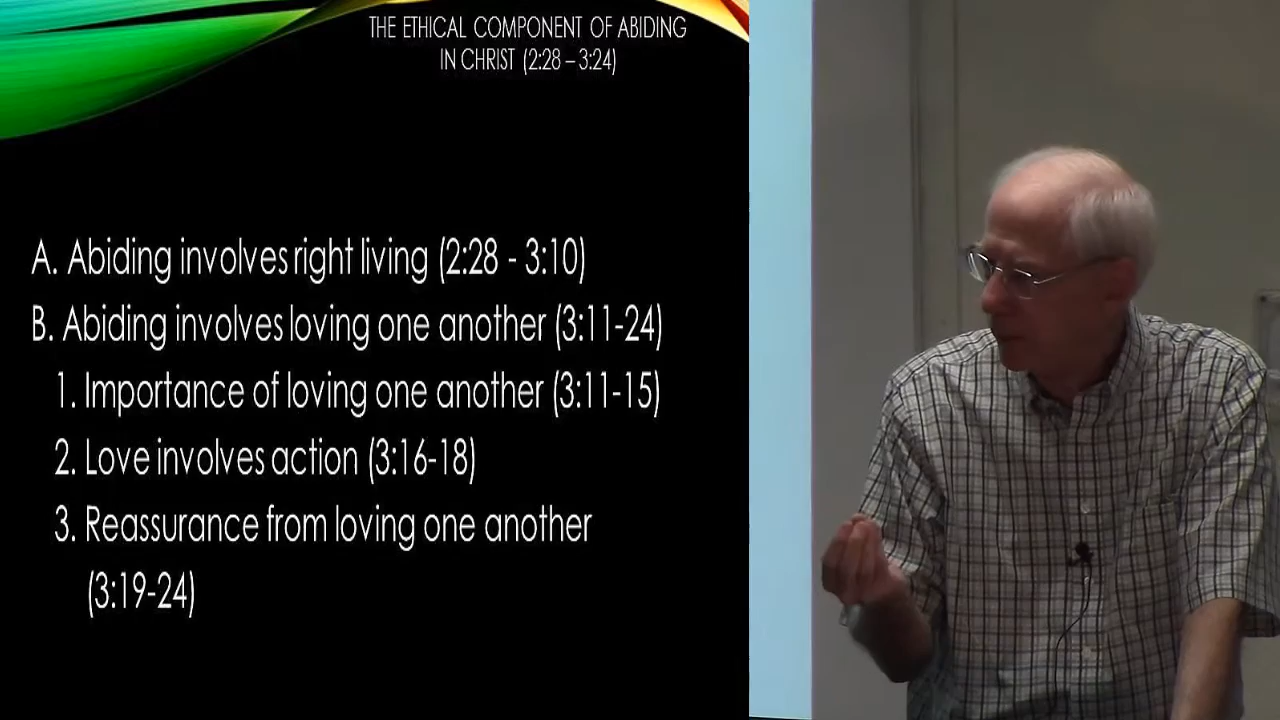 THE ETHICAL COMPONENT OF ABIDING
IN CHRIST (2:28 – 3:24)
A. Abiding involves right living (2:28 - 3:10)
B. Abiding involves loving one another (3:11-24)
1. Importance of loving one another (3:11-15)
2. Love involves action (3:16-18)
3. Reassurance from loving one another
(3:19-24)